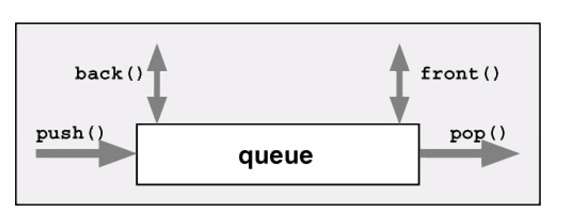 back()
front()
push()
pop()
queue